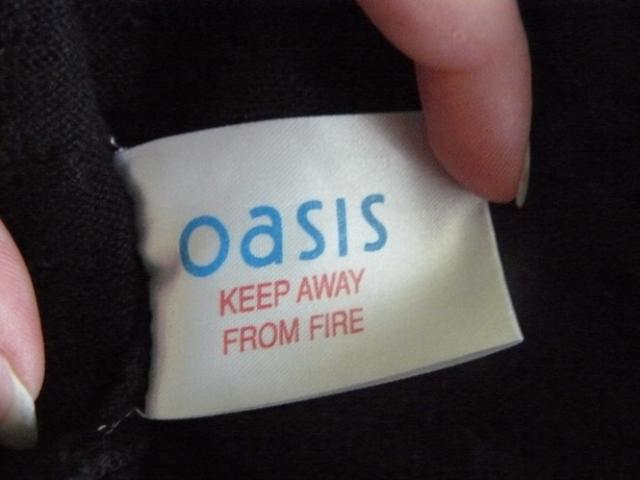 oasis
KEEP AWAY
FROM FIRE